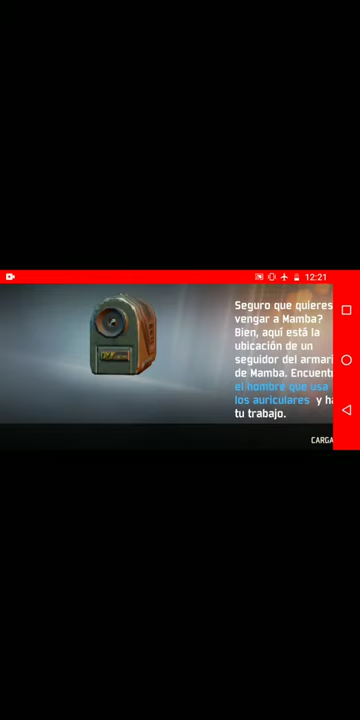 12:21
Seguro que quieres
vengar a Mamba?
Bien, aquí está la
ubicación de un
seguidor del armari
de Mamba. Encuentr
el hombre que usa
los auriculares y ha
tu trabajo.
CARGA